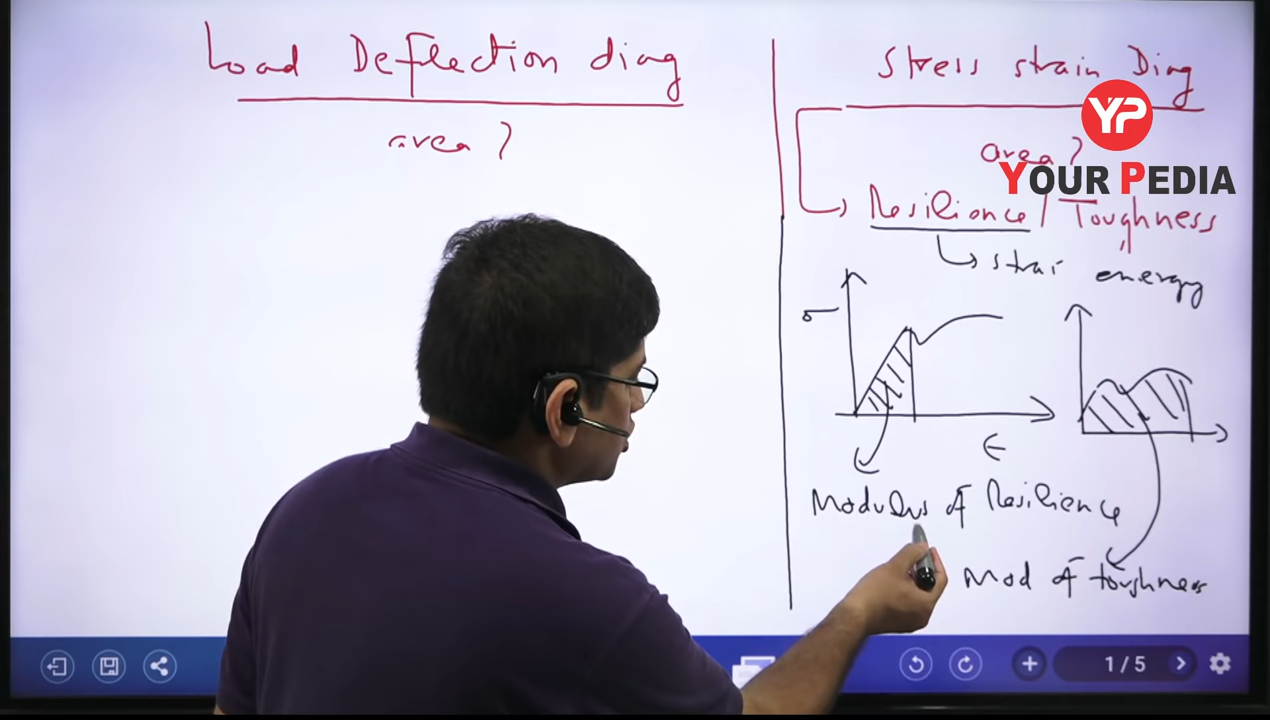 Load Deflection diag
area?
Stress strain Diag
area?
YP
YOUR PEDIA
Resilience / Toughness
strai energy
σ
ϵ
Modulus of Resilience
Mod of toughness
1/5